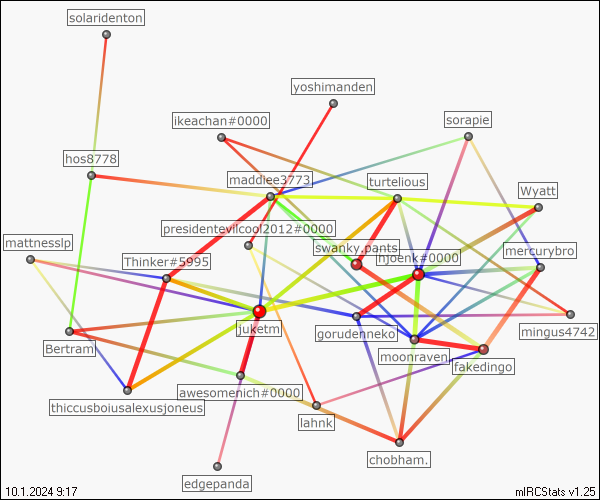 solaridenton
yoshimanden
ikeachan#0000
sorapie
hos8778
maddiee3773
turtelious
Wyatt
presidentevilcool2012#0000
mattnesslp
swanky.pants
njoenk#0000
mercurybro
Thinker#5995
juketm
gorudenneko
mingus4742
Bertram
moonraven
fakedingo
awesomenich#0000
thiccusboiusalexusjoneus
lahnk
chobham.
edgepanda
10.1.2024 9:17
mIRCStats v1.25